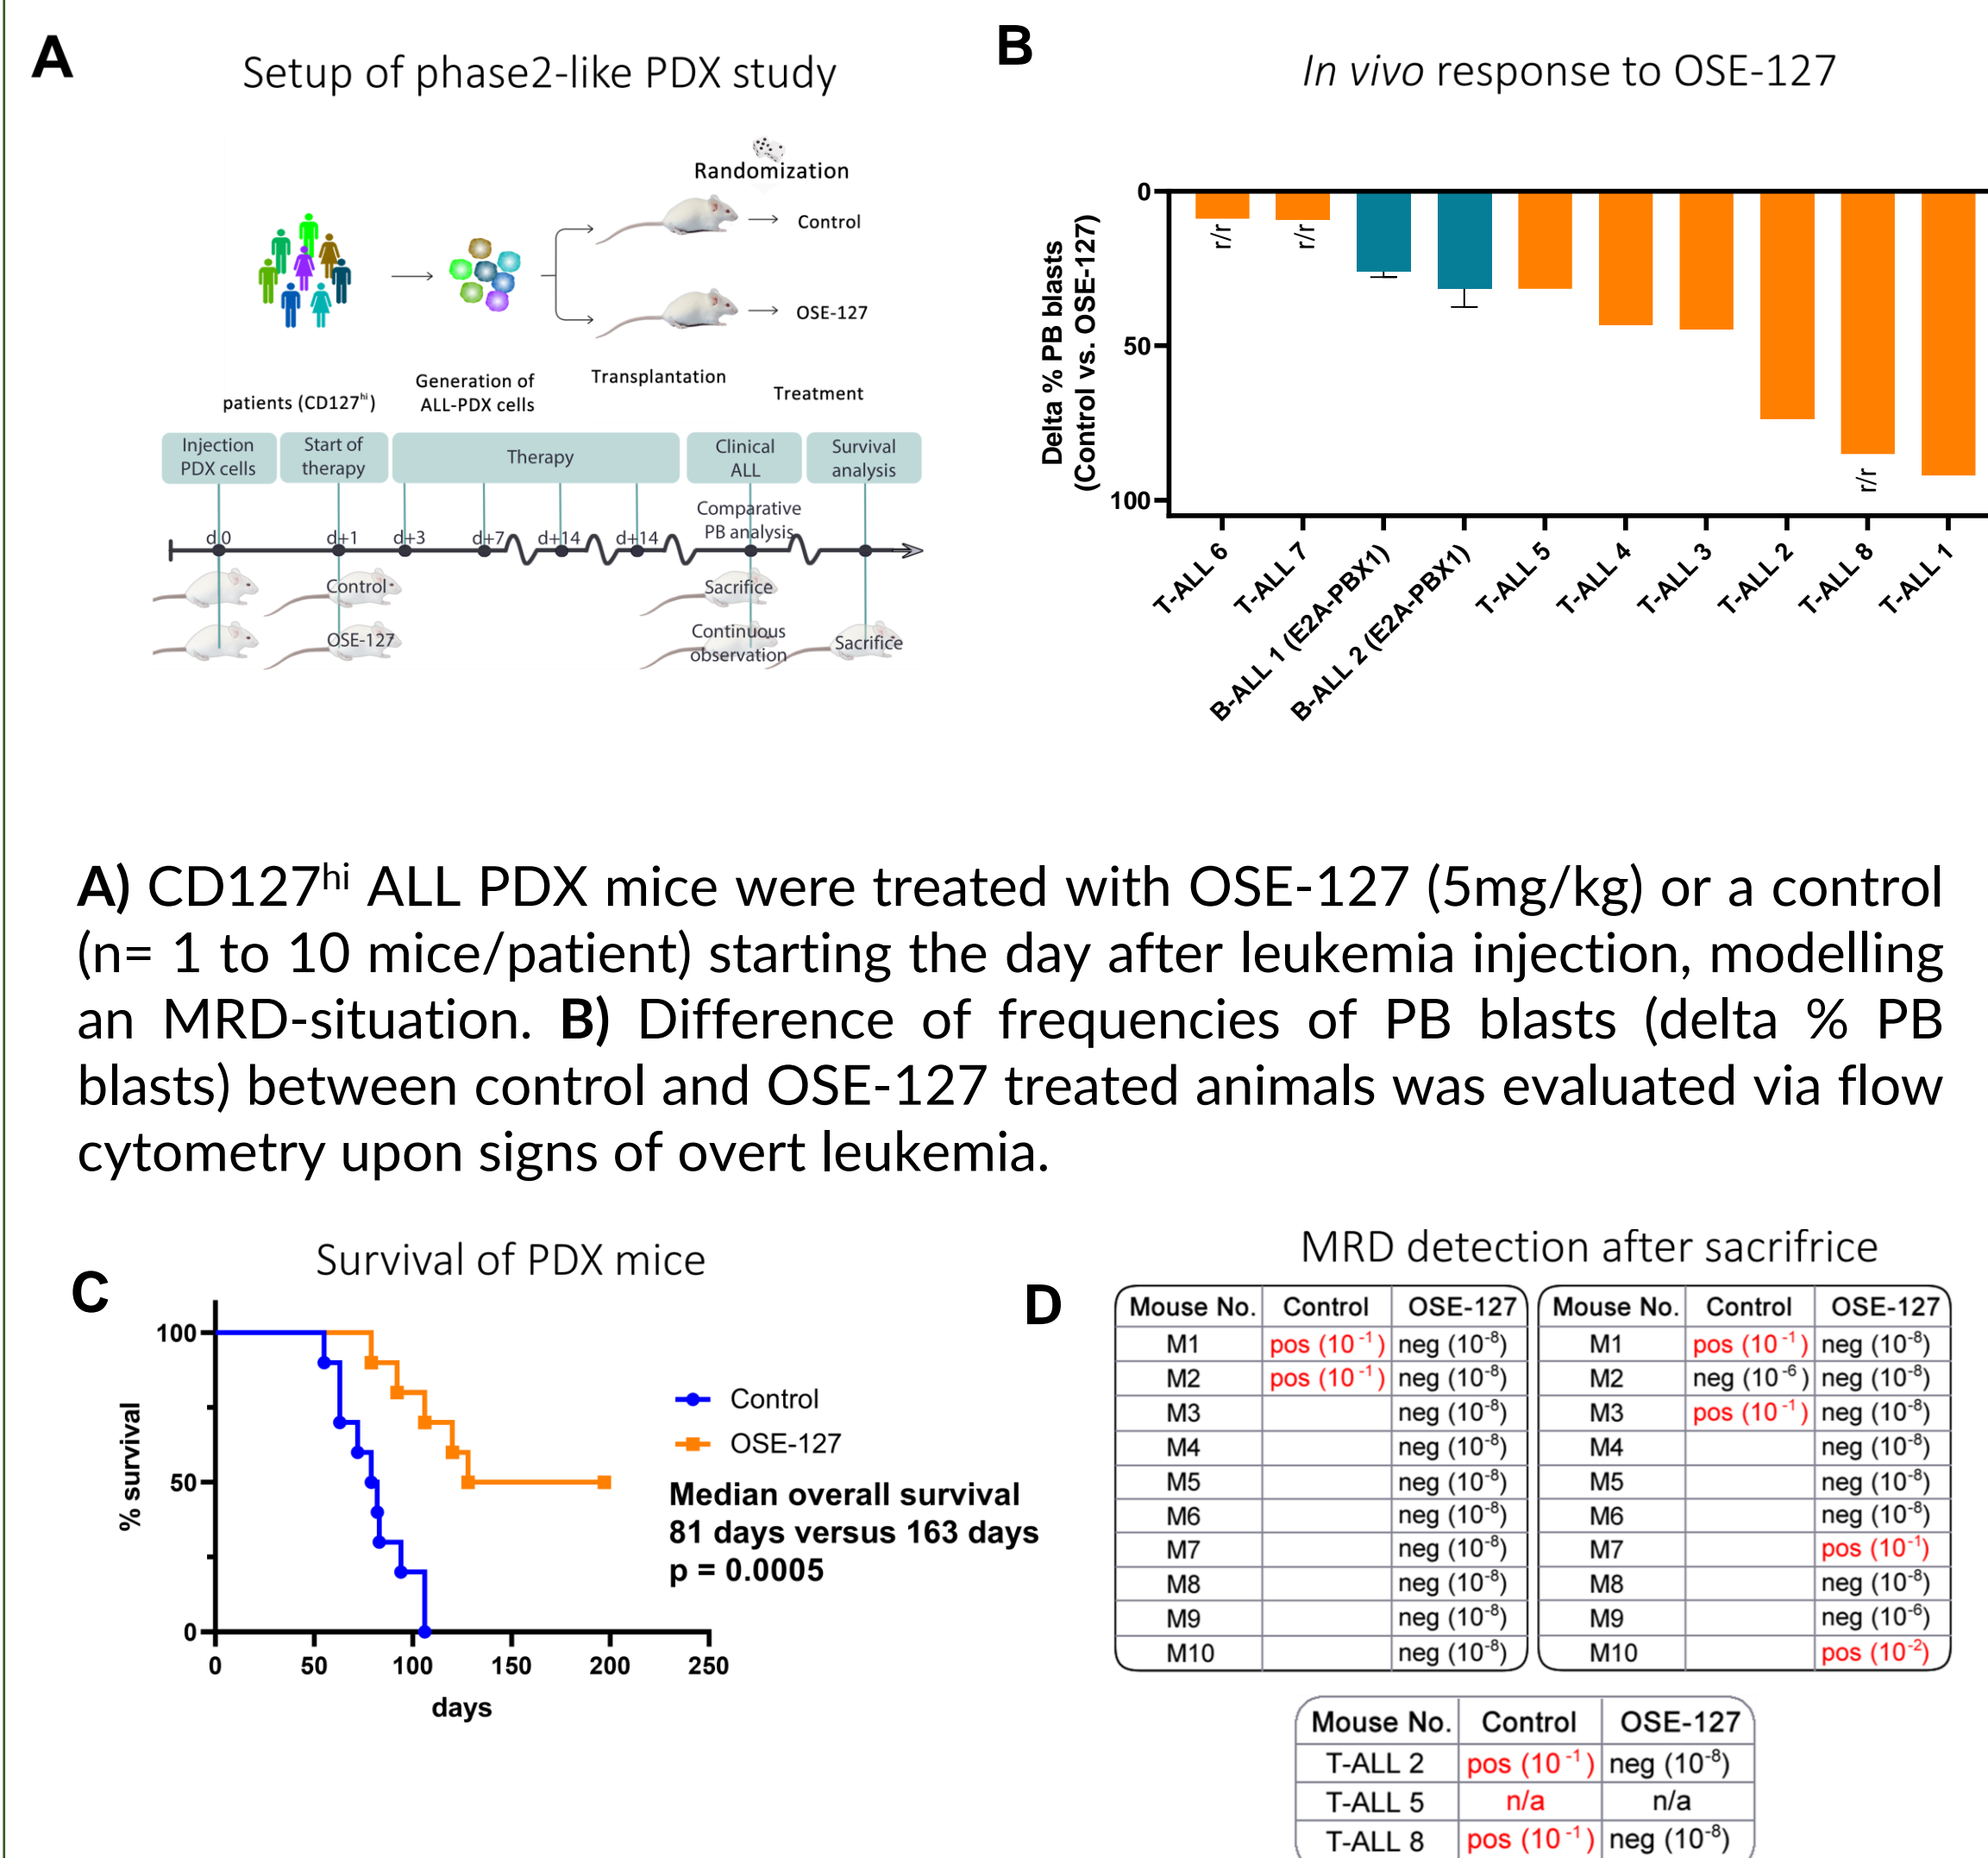 A
Setup of phase2-like PDX study
Randomization
Control
OSE-127
patients (CD127hi)
Generation of
ALL-PDX cells
Transplantation
Treatment
Injection
PDX cells
Start of
therapy
Therapy
Clinical
ALL
Survival
analysis
Comparative
PB analysis
d 0
d+1
d+3
d+7
d+14
d+14
Control
Sacrifice
OSE-127
Continuous
observation
Sacrifice
B
In vivo response to OSE-127
Delta % PB blasts
(Control vs. OSE-127)
0
50
100
r/r
r/r
r/r
T-ALL 6
T-ALL 7
B-ALL 1 (E2A-PBX1)
B-ALL 2 (E2A-PBX1)
T-ALL 5
T-ALL 4
T-ALL 3
T-ALL 2
T-ALL 8
T-ALL 1
A) CD127hi ALL PDX mice were treated with OSE-127 (5mg/kg) or a control
(n= 1 to 10 mice/patient) starting the day after leukemia injection, modelling
an MRD-situation. B) Difference of frequencies of PB blasts (delta % PB
blasts) between control and OSE-127 treated animals was evaluated via flow
cytometry upon signs of overt leukemia.
C
Survival of PDX mice
% survival
100
50
0
0 50 100 150 200 250
days
Control
OSE-127
Median overall survival
81 days versus 163 days
p = 0.0005
D
MRD detection after sacrifrice
Mouse No. Control OSE-127
M1 pos (10-1) neg (10-8)
M2 pos (10-1) neg (10-8)
M3 neg (10-8)
M4 neg (10-8)
M5 neg (10-8)
M6 neg (10-8)
M7 neg (10-8)
M8 neg (10-8)
M9 neg (10-8)
M10 neg (10-8)
Mouse No. Control OSE-127
M1 pos (10-1) neg (10-8)
M2 neg (10-6) neg (10-8)
M3 pos (10-1) neg (10-8)
M4 neg (10-8)
M5 neg (10-8)
M6 neg (10-8)
M7 pos (10-1)
M8 neg (10-8)
M9 neg (10-6)
M10 pos (10-2)
Mouse No. Control OSE-127
T-ALL 2 pos (10-1) neg (10-8)
T-ALL 5 n/a n/a
T-ALL 8 pos (10-1) neg (10-8)